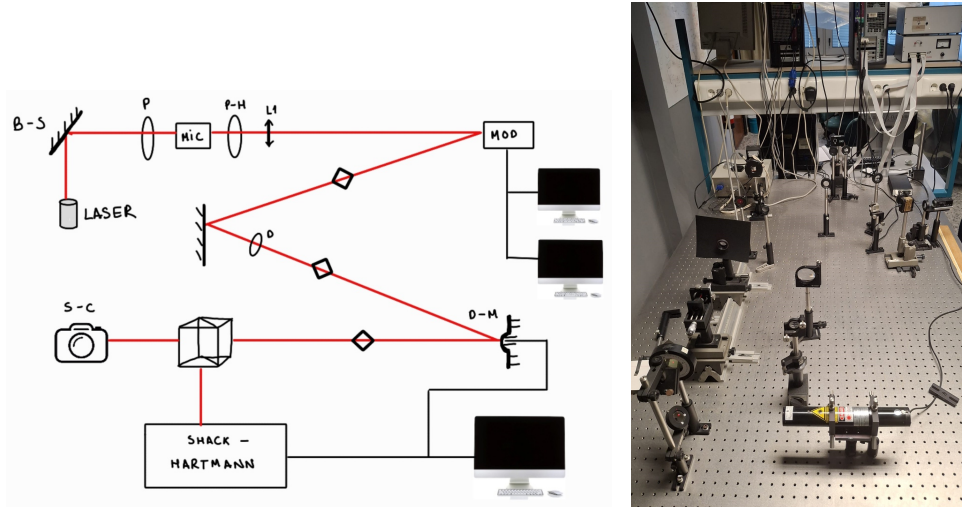 B-S
P
MIC
P-H
L1
MOD
LASER
D
S-C
D-M
SHACK -
HARTMANN